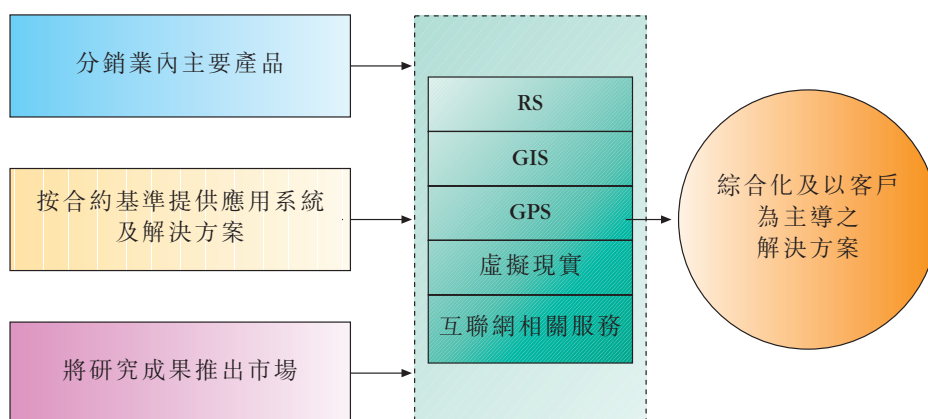 分銷業內主要產品
按合約基準提供應用系統
及解決方案
將研究成果推出市場
RS
GIS
GPS
虛擬現實
互聯網相關服務
綜合化及以客戶
為主導之
解決方案